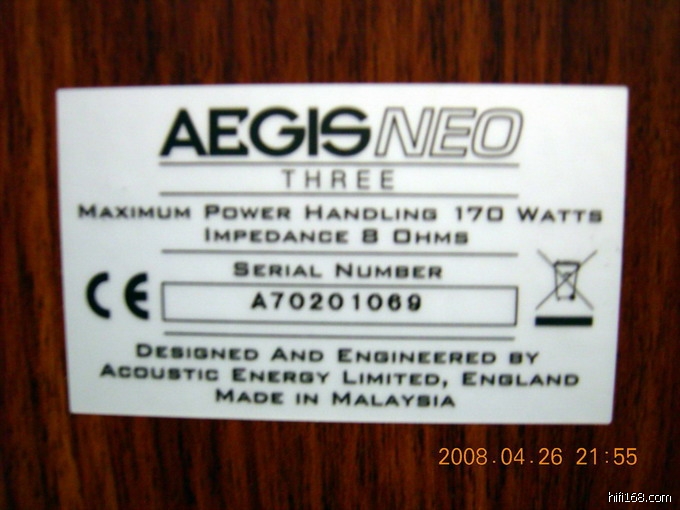 AEGIS NEO
THREE
MAXIMUM POWER HANDLING 170 WATTS
IMPEDANCE 8 OHMS
SERIAL NUMBER
CE
A70201069
DESIGNED AND ENGINEERED BY
ACOUSTIC ENERGY LIMITED, ENGLAND
MADE IN MALAYSIA
2008.04.26 21:55
hifi168.com